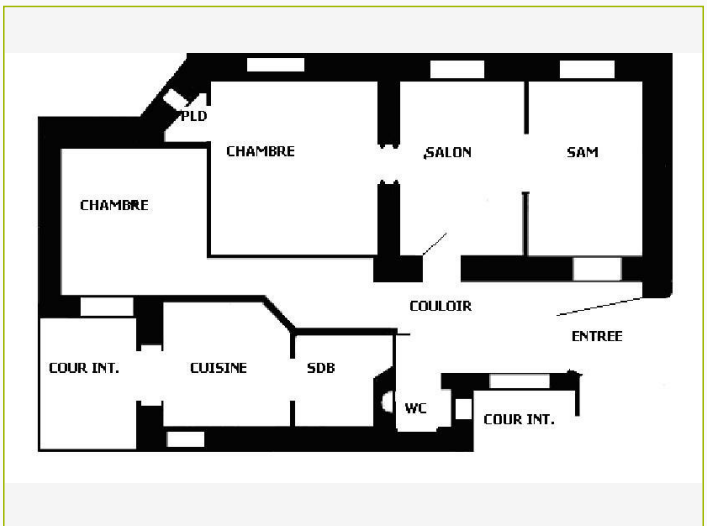 PLD
CHAMBRE
SALON
SAM
CHAMBRE
COULOIR
ENTREE
COUR INT.
CUISINE
SDB
WC
COUR INT.